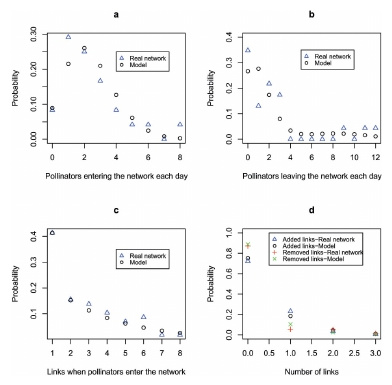 a
Probability
0.00
0.10
0.20
0.30
Real network
Model
0 2 4 6 8
Pollinators entering the network each day
b
Probability
0.0
0.1
0.2
0.3
0.4
Real network
Model
0 2 4 6 8 10 12
Pollinators leaving the network each day
c
Probability
0.1
0.2
0.3
0.4
Real network
Model
1 2 3 4 5 6 7 8
Links when pollinators enter the network
d
Probability
0.0
0.2
0.4
0.6
0.8
1.0
Added links-Real network
Added links-Model
Removed links-Real network
Removed links-Model
0.0 0.5 1.0 1.5 2.0 2.5 3.0
Number of links